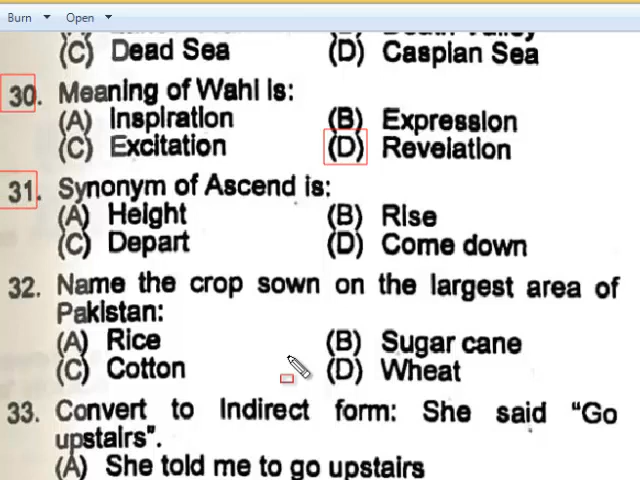 Burn Open
(C) Dead Sea (D) Caspian Sea
30. Meaning of Wahi is:
(A) Inspiration (B) Expression
(C) Excitation (D) Revelation
31. Synonym of Ascend is:
(A) Height (B) Rise
(C) Depart (D) Come down
32. Name the crop sown on the largest area of
Pakistan:
(A) Rice (B) Sugar cane
(C) Cotton (D) Wheat
33. Convert to Indirect form: She said "Go
upstairs".
(A) She told me to go upstairs